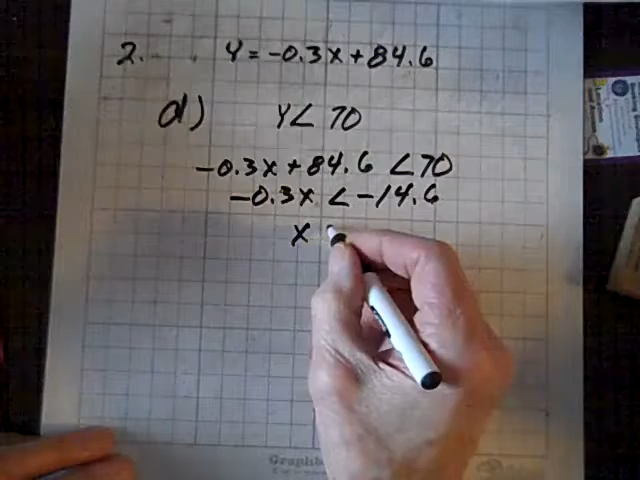 2. Y = -0.3x + 84.6
d) Y < 70
-0.3x + 84.6 < 70
-0.3x < -14.6
x